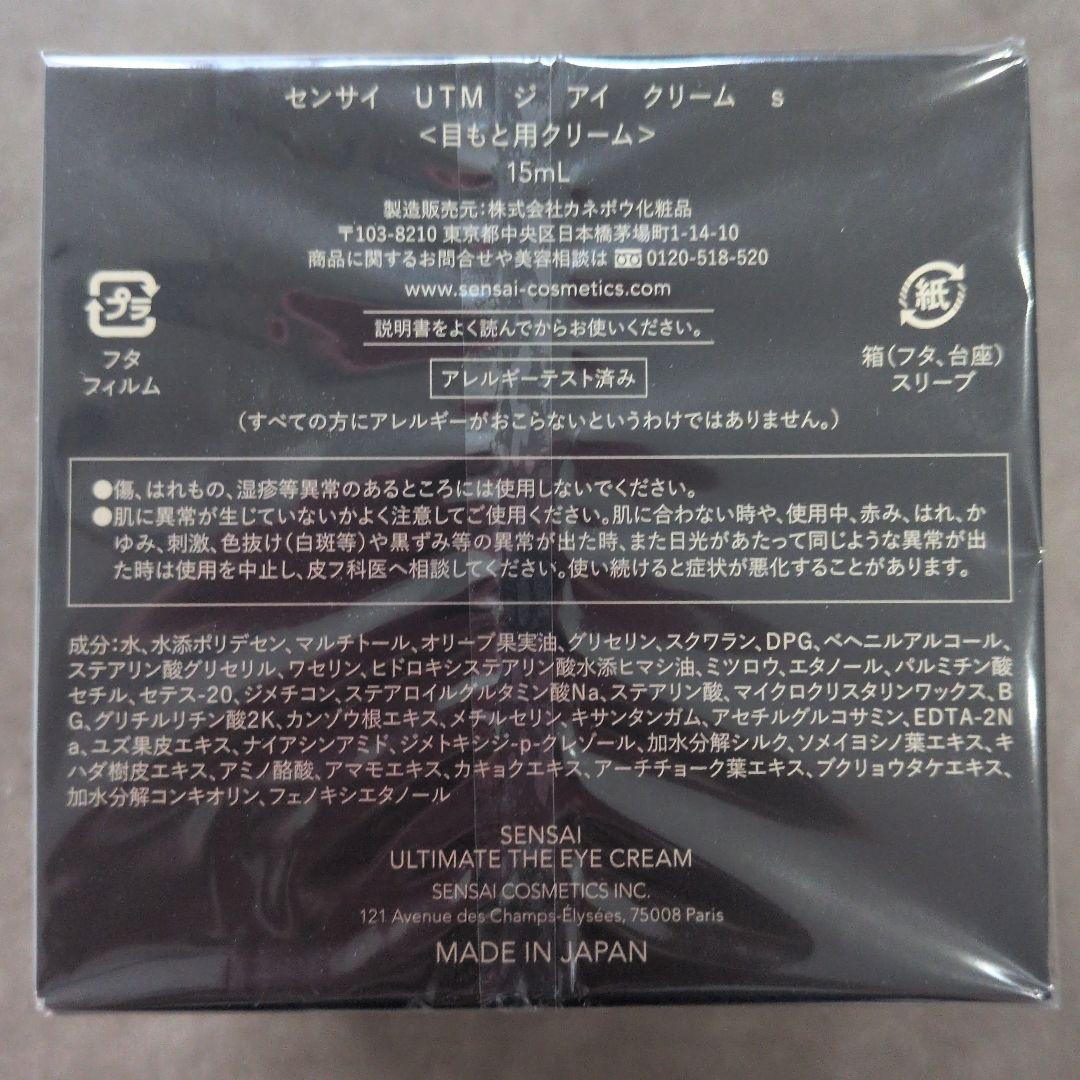 センサイ UTM ジ アイ クリーム s
<目もと用クリーム>
15mL
製造販売元:株式会社カネボウ化粧品
〒103-8210 東京都中央区日本橋茅場町1-14-10
商品に関するお問合せや美容相談は 0120-518-520
www.sensai-cosmetics.com
プラ
フタ
フィルム
紙
箱(フタ、台座)
スリーブ
説明書をよく読んでからお使いください。
アレルギーテスト済み
(すべての方にアレルギーがおこらないというわけではありません。)
●傷、はれもの、湿疹等異常のあるところには使用しないでください。
●肌に異常が生じていないかよく注意してご使用ください。肌に合わない時や、使用中、赤み、はれ、か
ゆみ、刺激、色抜け(白斑等)や黒ずみ等の異常が出た時、また日光があたって同じような異常が出
た時は使用を中止し、皮フ科医へ相談してください。使い続けると症状が悪化することがあります。
成分:水、水添ポリデセン、マルチトール、オリーブ果実油、グリセリン、スクワラン、DPG、ベヘニルアルコール、
ステアリン酸グリセリル、ワセリン、ヒドロキシステアリン酸水添ヒマシ油、ミツロウ、エタノール、パルミチン酸
セチル、セテス-20、ジメチコン、ステアロイルグルタミン酸Na、ステアリン酸、マイクロクリスタリンワックス、B
G、グリチルリチン酸2K、カンゾウ根エキス、メチルセリン、キサンタンガム、アセチルグルコサミン、EDTA-2N
a、ユズ果皮エキス、ナイアシンアミド、ジメトキシジ-p-クレゾール、加水分解シルク、ソメイヨシノ葉エキス、キ
ハダ樹皮エキス、アミノ酪酸、アマモエキス、カキョクエキス、アーチチョーク葉エキス、ブクリョウタケエキス、
加水分解コンキオリン、フェノキシエタノール
SENSAI
ULTIMATE THE EYE CREAM
SENSAI COSMETICS INC.
121 Avenue des Champs-Élysées, 75008 Paris
MADE IN JAPAN